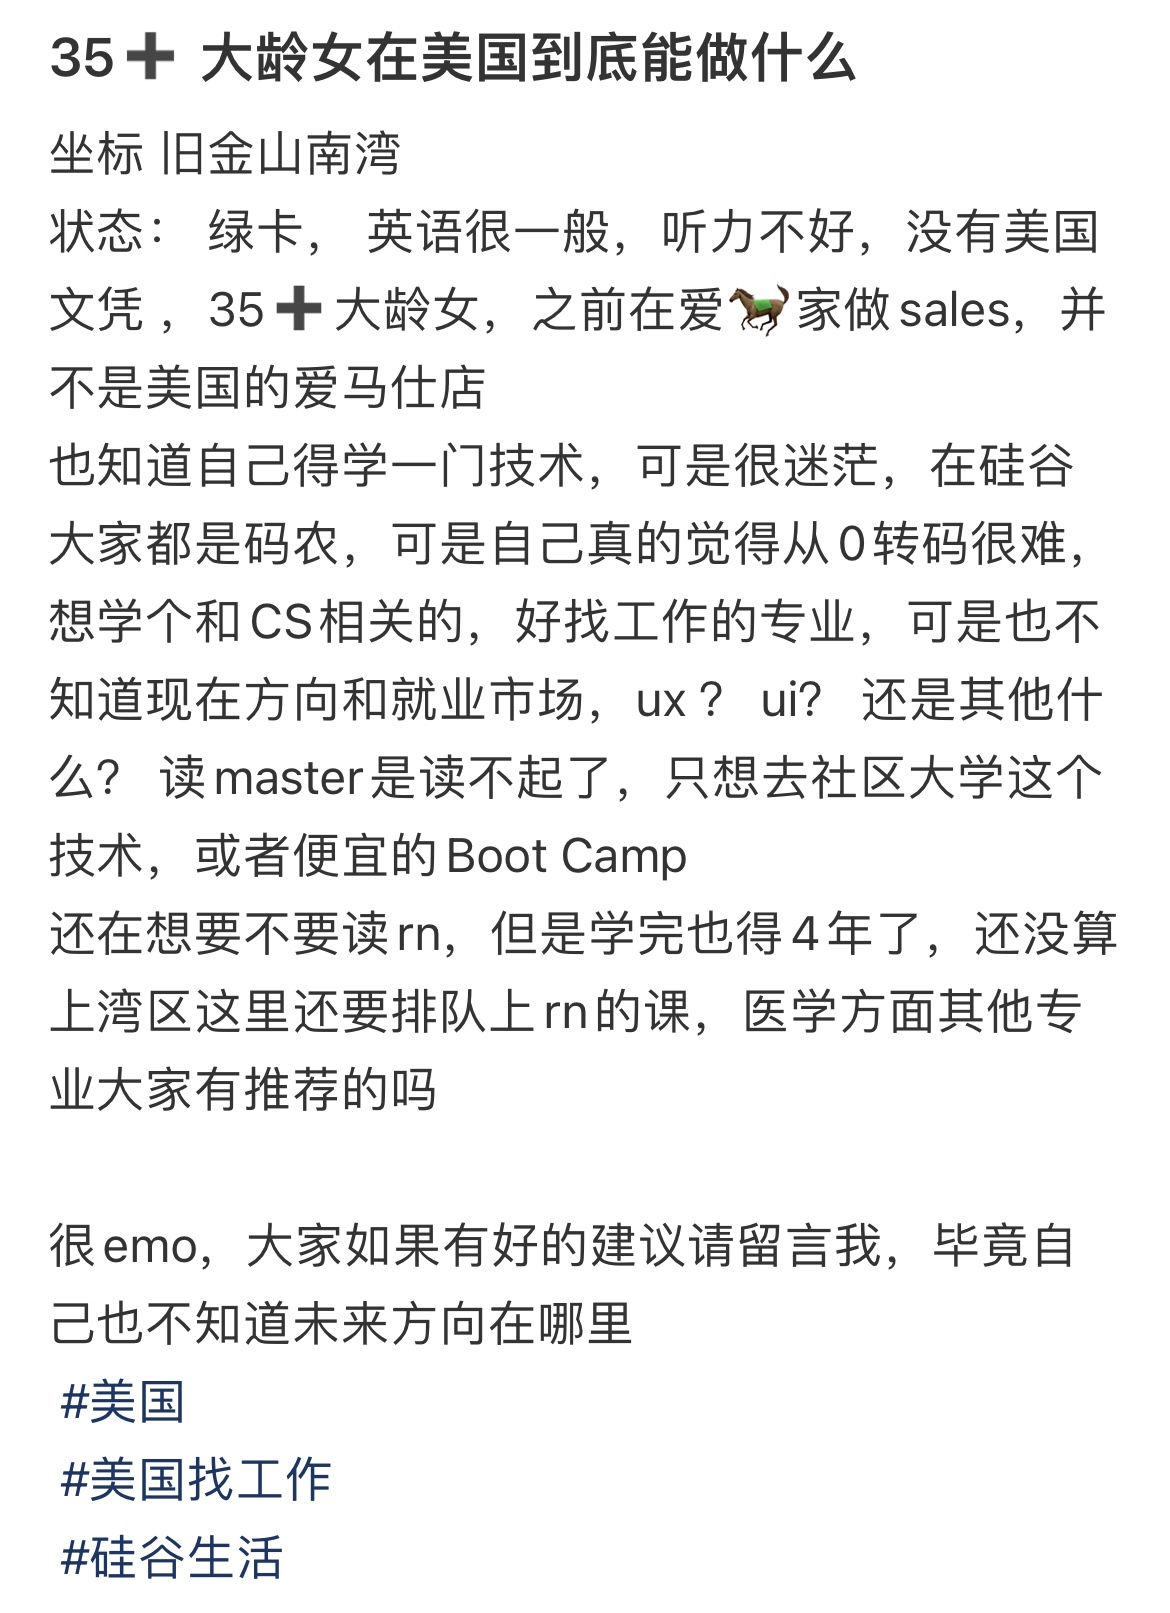 35➕ 大龄女在美国到底能做什么
坐标 旧金山南湾
状态： 绿卡， 英语很一般，听力不好，没有美国
文凭 ，35➕大龄女，之前在爱🐎家做sales，并
不是美国的爱马仕店
也知道自己得学一门技术，可是很迷茫，在硅谷
大家都是码农，可是自己真的觉得从0转码很难，
想学个和CS相关的，好找工作的专业，可是也不
知道现在方向和就业市场，ux ？ ui? 还是其他什
么? 读master是读不起了，只想去社区大学这个
技术，或者便宜的Boot Camp
还在想要不要读rn，但是学完也得4年了，还没算
上湾区这里还要排队上rn的课，医学方面其他专
业大家有推荐的吗
很emo，大家如果有好的建议请留言我，毕竟自
己也不知道未来方向在哪里
#美国
#美国找工作
#硅谷生活